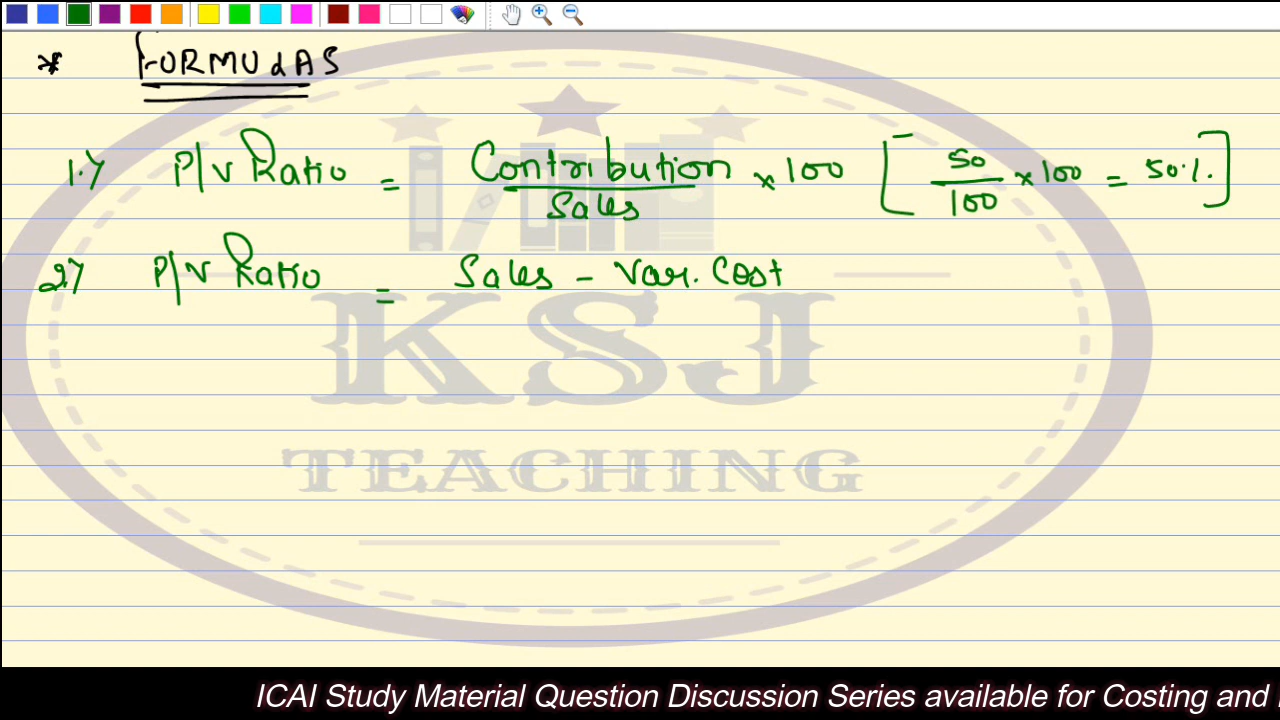 * FORMULAS
1.) P/V Ratio = Contribution / Sales × 100 [ 50 / 100 × 100 = 50%. ]
2) P/V Ratio = Sales - Var. Cost
KSJ
TEACHING
ICAI Study Material Question Discussion Series available for Costing and